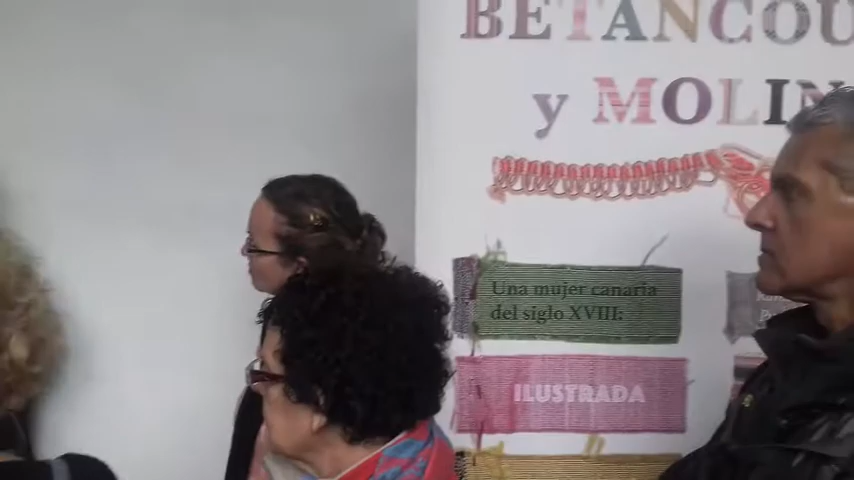 BETANCOU
y MOLIN
Una mujer canaria
del siglo XVIII:
ILUSTRADA